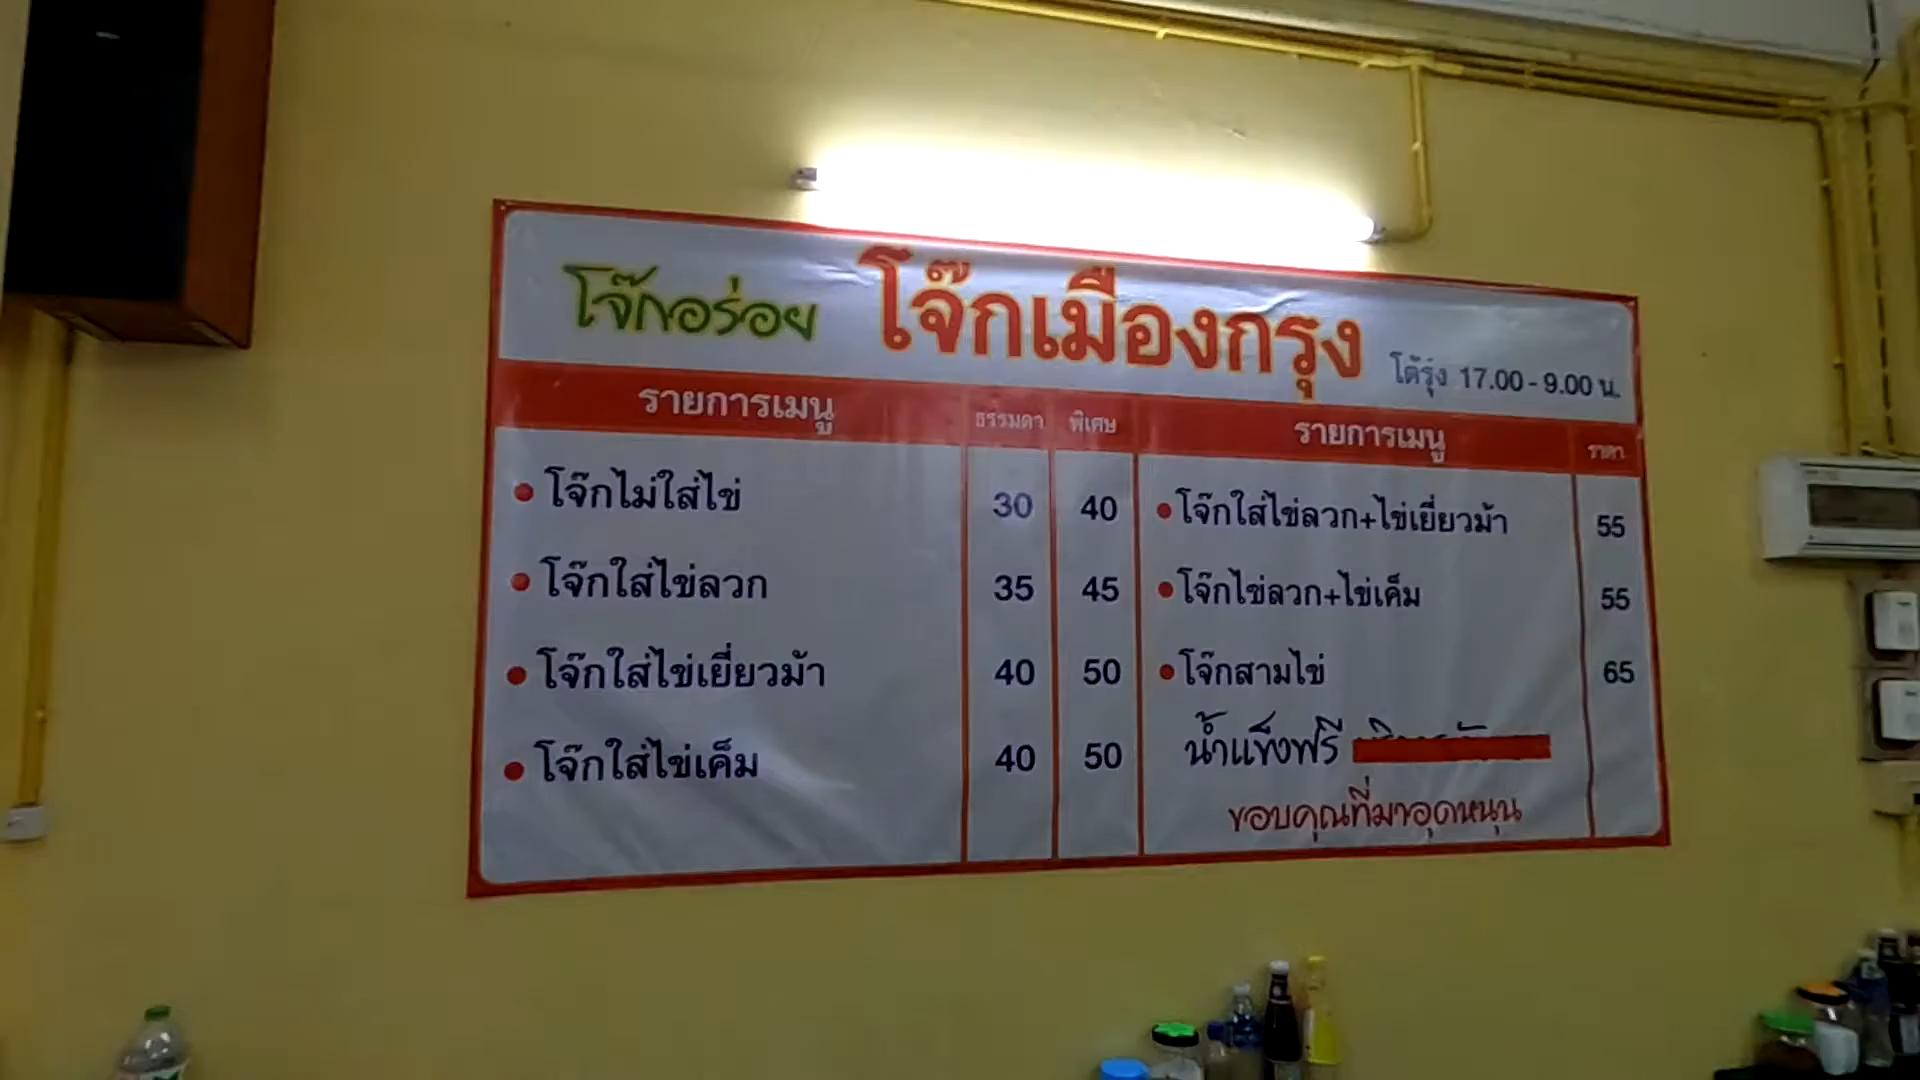 โจ๊กอร่อย โจ๊กเมืองกรุง โต้รุ่ง 17.00 - 9.00 น.
รายการเมนู ธรรมดา พิเศษ รายการเมนู ราคา
• โจ๊กไม่ใส่ไข่ 30 40
• โจ๊กใส่ไข่ลวก 35 45
• โจ๊กใส่ไข่เยี่ยวม้า 40 50
• โจ๊กใส่ไข่เค็ม 40 50
• โจ๊กใส่ไข่ลวก+ไข่เยี่ยวม้า 55
• โจ๊กไข่ลวก+ไข่เค็ม 55
• โจ๊กสามไข่ 65
น้ำแข็งฟรี
ขอบคุณที่มาอุดหนุน